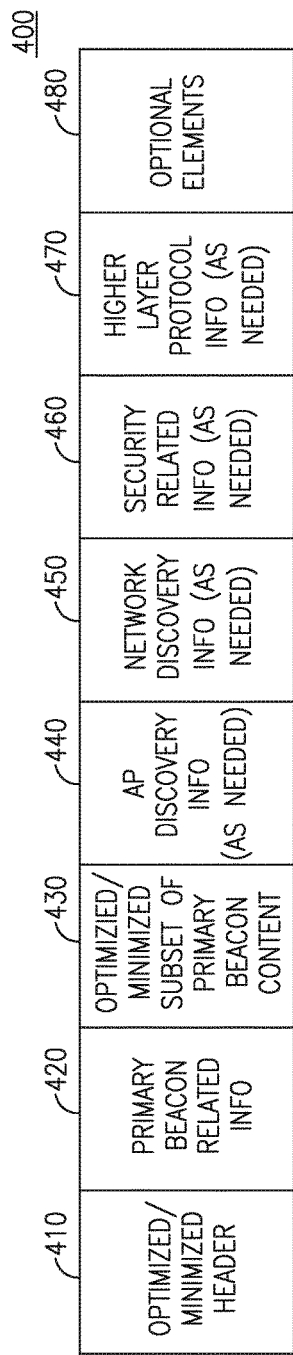 400
410
OPTIMIZED/
MINIMIZED
HEADER
420
PRIMARY
BEACON
RELATED
INFO
430
OPTIMIZIED/
MINIMIZED
SUBSET OF
PRIMARY
BEACON
CONTENT
440
AP
DISCOVERY
INFO
(AS NEEDED)
450
NETWORK
DISCOVERY
INFO (AS
NEEDED)
460
SECURITY
RELATED
INFO (AS
NEEDED)
470
HIGHER
LAYER
PROTOCOL
INFO (AS
NEEDED)
480
OPTIONAL
ELEMENTS